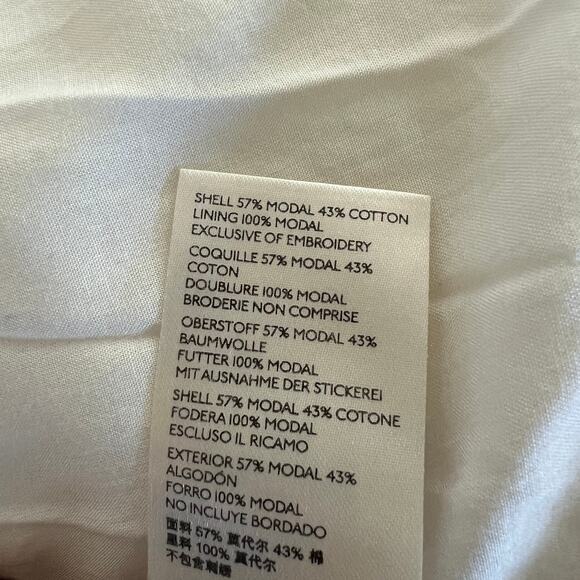 SHELL 57% MODAL 43% COTTON
LINING 100% MODAL
EXCLUSIVE OF EMBROIDERY
COQUILLE 57% MODAL 43%
COTON
DOUBLURE 100% MODAL
BRODERIE NON COMPRISE
OBERSTOFF 57% MODAL 43%
BAUMWOLLE
FUTTER 100% MODAL
MIT AUSNAHME DER STICKEREI
SHELL 57% MODAL 43% COTONE
FODERA 100% MODAL
ESCLUSO IL RICAMO
EXTERIOR 57% MODAL 43%
ALGODÓN
FORRO 100% MODAL
NO INCLUYE BORDADO
面料 57% 莫代尔 43% 棉
里料 100% 莫代尔
不包含刺绣